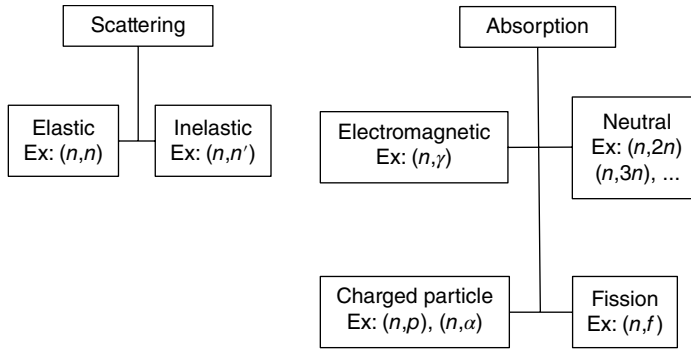 Scattering
Elastic
Ex: (n,n)
Inelastic
Ex: (n,n′)
Absorption
Electromagnetic
Ex: (n,γ)
Neutral
Ex: (n,2n)
(n,3n), ...
Charged particle
Ex: (n,p), (n,α)
Fission
Ex: (n,f)